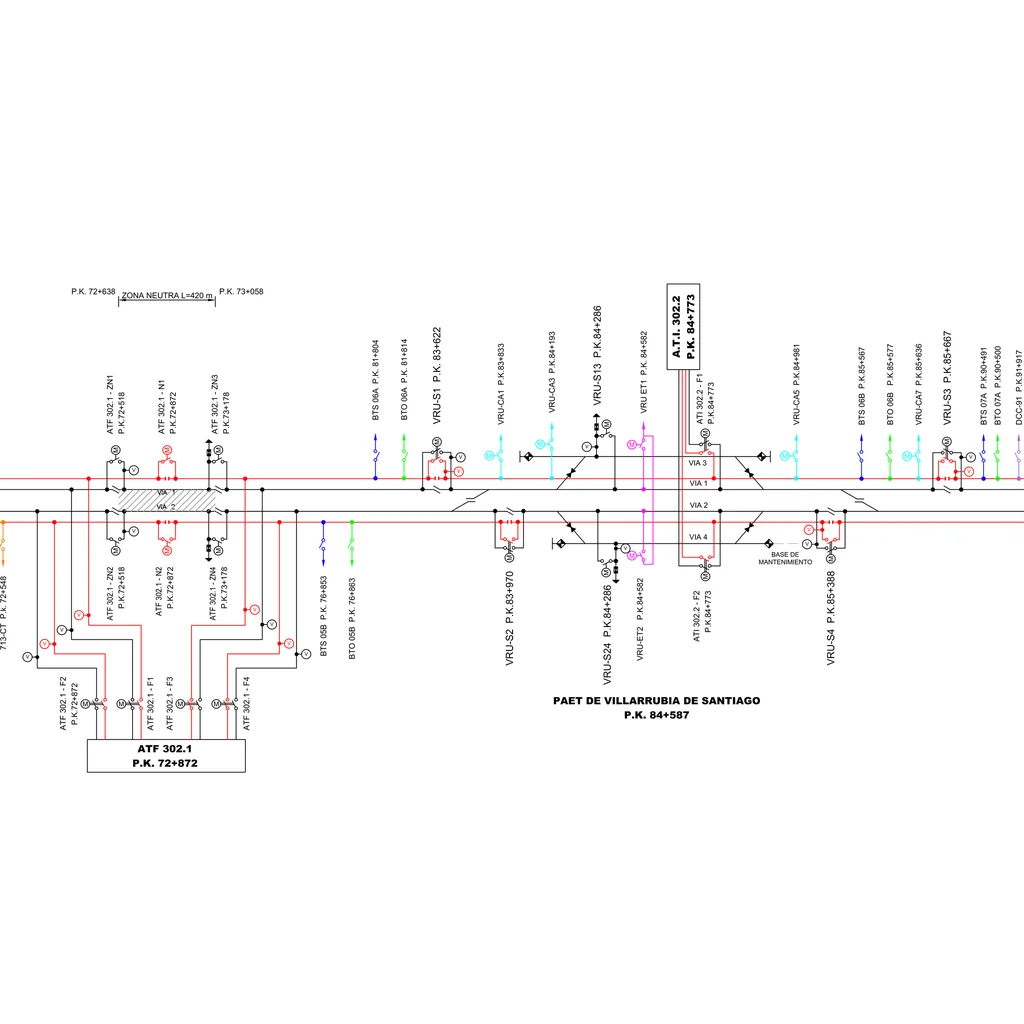 P.K. 72+638
ZONA NEUTRA L=420 m
P.K. 73+058
ATF 302.1 - ZN1
P.K.72+518
ATF 302.1 - N1
P.K.72+872
ATF 302.1 - ZN3
P.K.73+178
BTS 06A P.K. 81+804
BTO 06A P.K. 81+814
VRU-S1 P.K. 83+622
VRU-CA1 P.K.83+833
VRU-CA3 P.K.84+193
VRU-S13 P.K.84+286
VRU ET1 P.K. 84+582
A.T.I. 302.2
P.K. 84+773
ATI 302.2 - F1
P.K.84+773
VRU-CA5 P.K.84+981
BTS 06B P.K.85+567
BTO 06B P.K.85+577
VRU-CA7 P.K.85+636
VRU-S3 P.K.85+667
BTS 07A P.K.90+491
BTO 07A P.K.90+500
DCC-91 P.K.91+917
M
M
M
M
M
M
M
M
M
M
M
M
M
V
V
V
V
V
V
V
VIA 3
VIA 1
VIA 1
VIA 2
VIA 2
VIA 4
V
V
V
V
V
M
M
M
M
M
M
M
M
BASE DE
MANTENIMIENTO
713-CT P.k. 72+548
ATF 302.1 - ZN2
P.K.72+518
ATF 302.1 - N2
P.K.72+872
ATF 302.1 - ZN4
P.K.73+178
BTS 05B P.K. 76+853
BTO 05B P.K. 76+863
VRU-S2 P.K.83+970
VRU-S24 P.K.84+286
VRU-ET2 P.K.84+582
ATI 302.2 - F2
P.K.84+773
VRU-S4 P.K.85+388
V
V
V
V
V
V
V
V
ATF 302.1 - F2
P.K.72+872
M
M
ATF 302.1 - F1
ATF 302.1 - F3
M
M
ATF 302.1 - F4
ATF 302.1
P.K. 72+872
PAET DE VILLARRUBIA DE SANTIAGO
P.K. 84+587